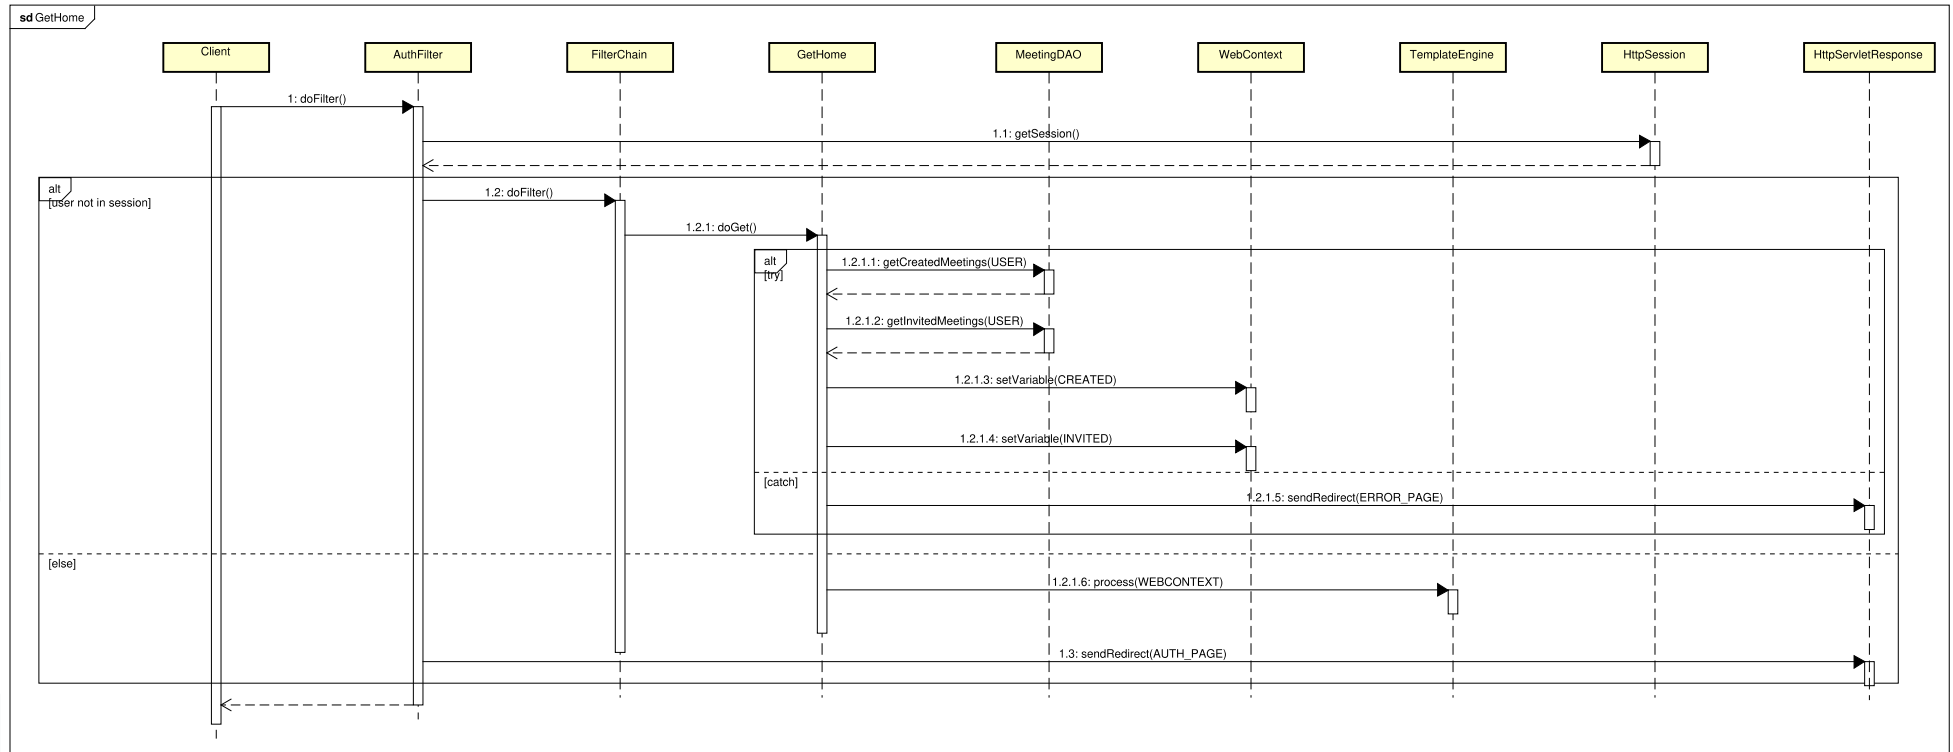 sd GetHome
Client
AuthFilter
FilterChain
GetHome
MeetingDAO
WebContext
TemplateEngine
HttpSession
HttpServletResponse
1: doFilter()
1.1: getSession()
alt
[user not in session]
1.2: doFilter()
1.2.1: doGet()
alt
[try]
1.2.1.1: getCreatedMeetings(USER)
1.2.1.2: getInvitedMeetings(USER)
1.2.1.3: setVariable(CREATED)
1.2.1.4: setVariable(INVITED)
[catch]
1.2.1.5: sendRedirect(ERROR_PAGE)
[else]
1.2.1.6: process(WEBCONTEXT)
1.3: sendRedirect(AUTH_PAGE)